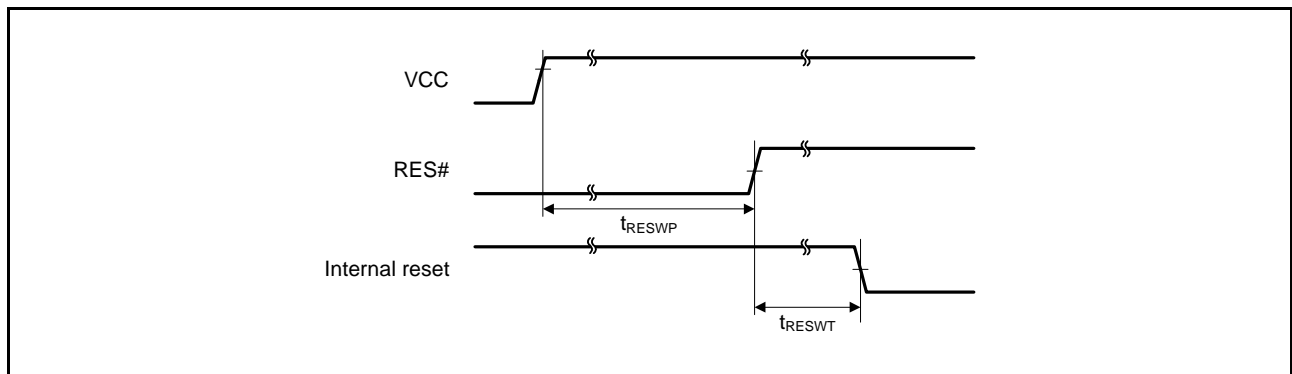 VCC
RES#
tRESWP
Internal reset
tRESWT